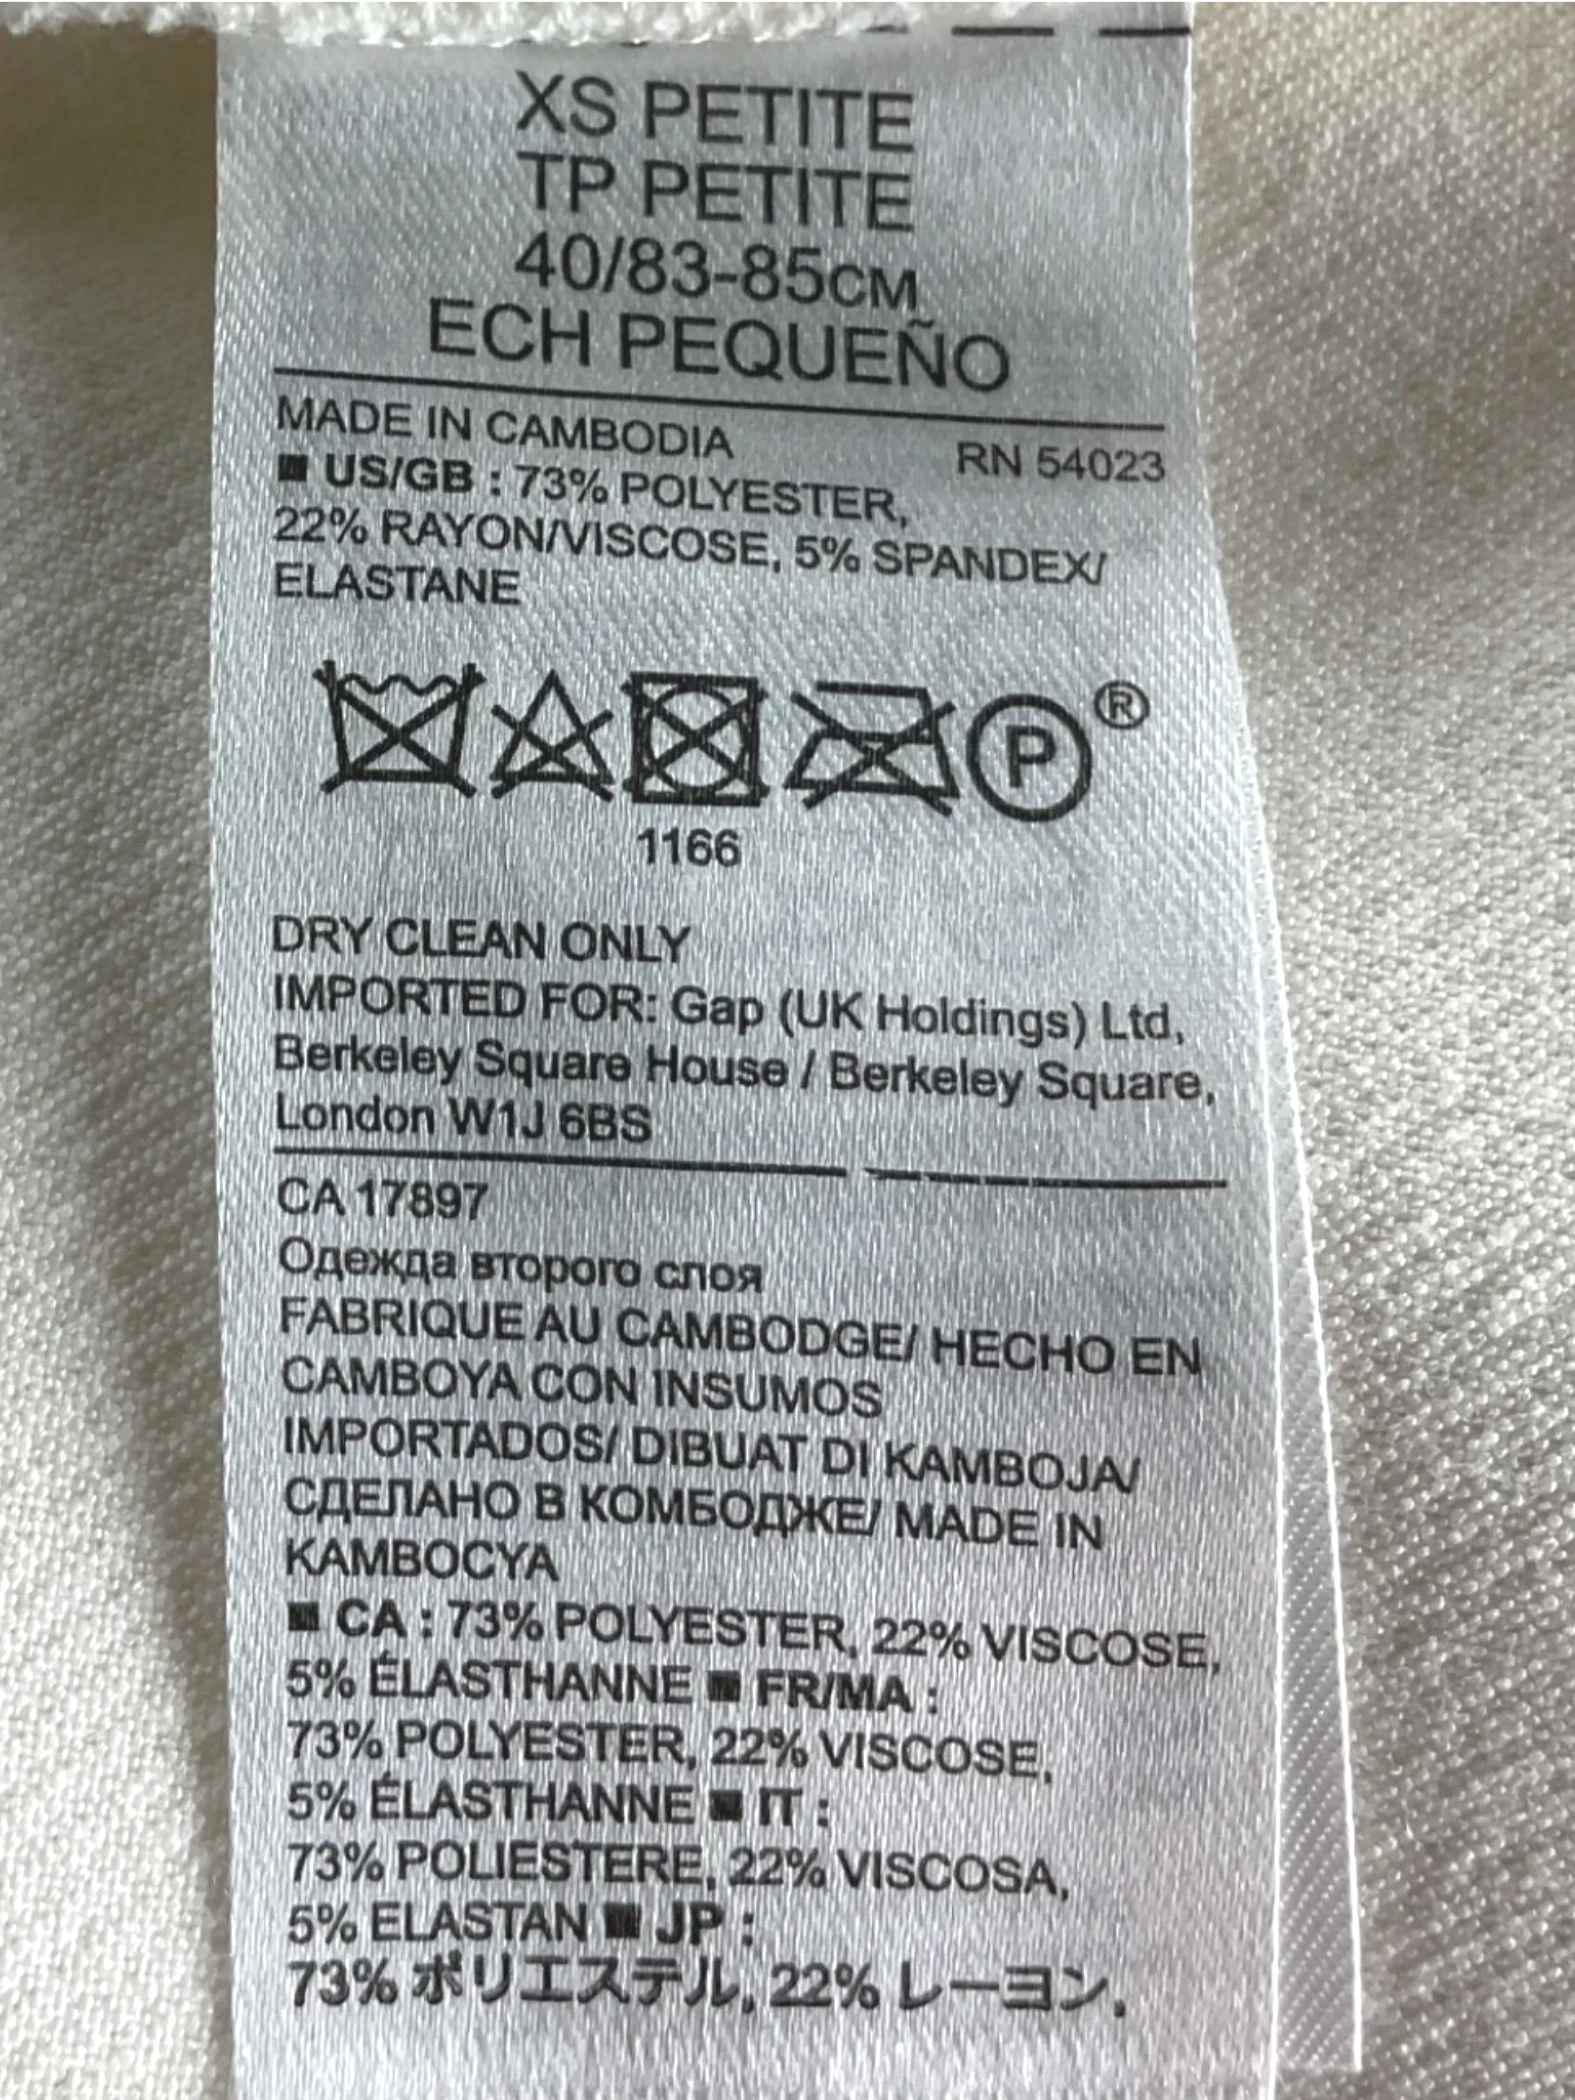 XS PETITE
TP PETITE
40/83-85CM
ECH PEQUEÑO
MADE IN CAMBODIA
RN 54023
■ US/GB : 73% POLYESTER,
22% RAYON/VISCOSE, 5% SPANDEX/
ELASTANE
P ®
1166
DRY CLEAN ONLY
IMPORTED FOR: Gap (UK Holdings) Ltd,
Berkeley Square House / Berkeley Square,
London W1J 6BS
CA 17897
Одежда второго слоя
FABRIQUE AU CAMBODGE/ HECHO EN
CAMBOYA CON INSUMOS
IMPORTADOS/ DIBUAT DI KAMBOJA/
СДЕЛАНО В КОМБОДЖЕ/ MADE IN
KAMBOCYA
■ CA : 73% POLYESTER, 22% VISCOSE,
5% ÉLASTHANNE ■ FR/MA :
73% POLYESTER, 22% VISCOSE,
5% ÉLASTHANNE ■ IT :
73% POLIESTERE, 22% VISCOSA,
5% ELASTAN ■ JP :
73% ポリエステル, 22% レーヨン,